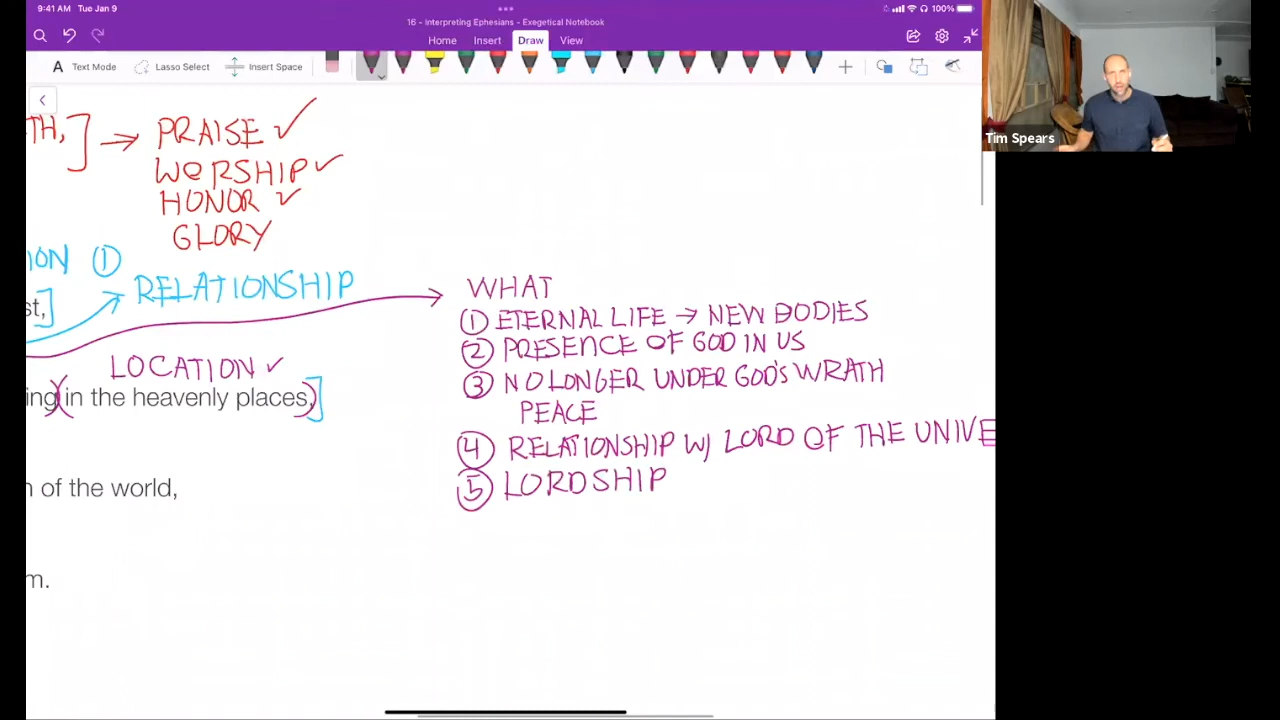 9:41 AM Tue Jan 9
100%
16 - Interpreting Ephesians - Exegetical Notebook
Home Insert Draw View
A Text Mode Lasso Select Insert Space
TH, → PRAISE ✓
WORSHIP ✓
HONOR ✓
GLORY
ION ①
RELATIONSHIP
st,]
WHAT
① ETERNAL LIFE → NEW BODIES
② PRESENCE OF GOD IN US
③ NO LONGER UNDER GOD'S WRATH
PEACE
④ RELATIONSHIP W/ LORD OF THE UNIVE
⑤ LORDSHIP
LOCATION ✓
ing (in the heavenly places,)]
n of the world,
m.
Tim Spears